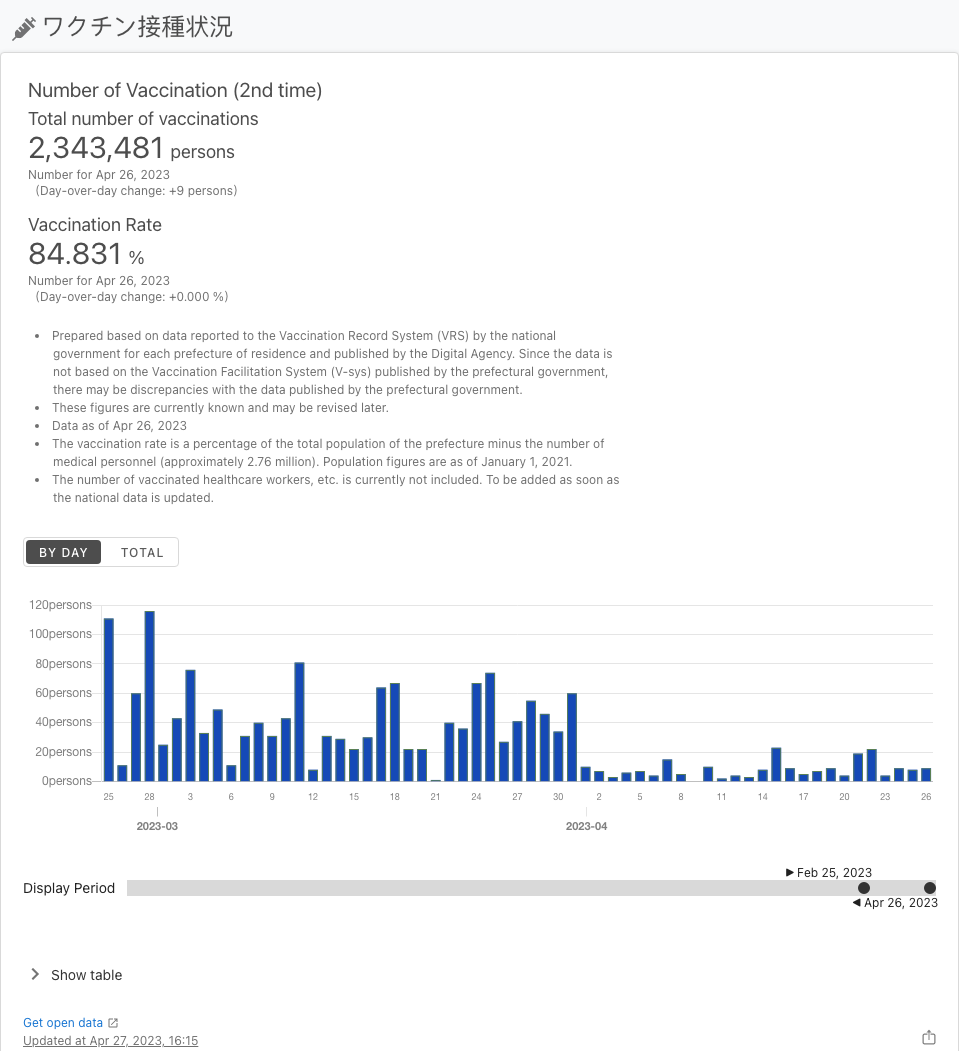 ワクチン接種状況
Number of Vaccination (2nd time)
Total number of vaccinations
2,343,481 persons
Number for Apr 26, 2023
(Day-over-day change: +9 persons)
Vaccination Rate
84.831 %
Number for Apr 26, 2023
(Day-over-day change: +0.000 %)
• Prepared based on data reported to the Vaccination Record System (VRS) by the national
government for each prefecture of residence and published by the Digital Agency. Since the data is
not based on the Vaccination Facilitation System (V-sys) published by the prefectural government,
there may be discrepancies with the data published by the prefectural government.
• These figures are currently known and may be revised later.
• Data as of Apr 26, 2023
• The vaccination rate is a percentage of the total population of the prefecture minus the number of
medical personnel (approximately 2.76 million). Population figures are as of January 1, 2021.
• The number of vaccinated healthcare workers, etc. is currently not included. To be added as soon as
the national data is updated.
BY DAY TOTAL
120persons
100persons
80persons
60persons
40persons
20persons
0persons
25 28 3 6 9 12 15 18 21 24 27 30 2 5 8 11 14 17 20 23 26
2023-03 2023-04
▶ Feb 25, 2023
Display Period
◀ Apr 26, 2023
Show table
Get open data
Updated at Apr 27, 2023, 16:15